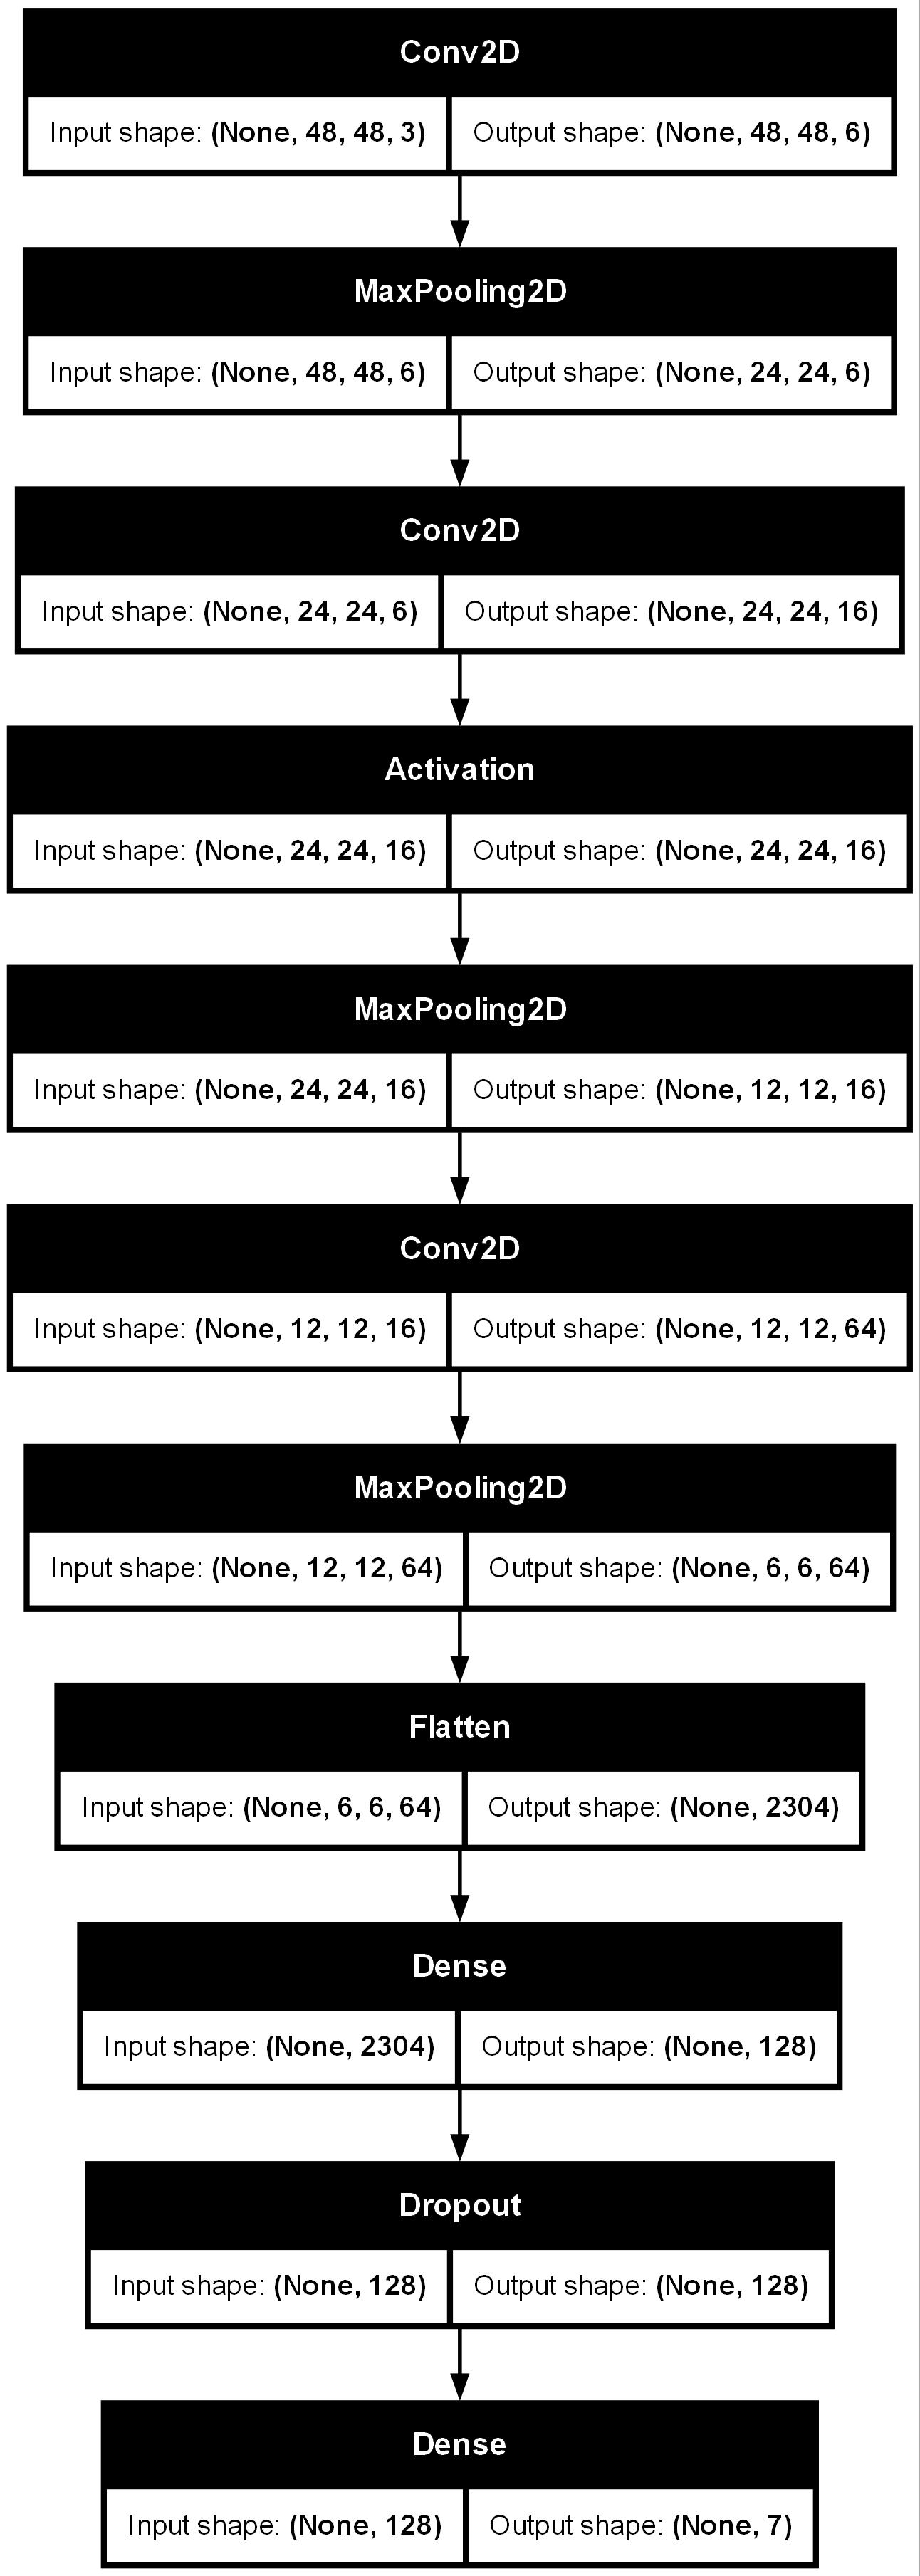 Conv2D
Input shape: (None, 48, 48, 3) Output shape: (None, 48, 48, 6)
MaxPooling2D
Input shape: (None, 48, 48, 6) Output shape: (None, 24, 24, 6)
Conv2D
Input shape: (None, 24, 24, 6) Output shape: (None, 24, 24, 16)
Activation
Input shape: (None, 24, 24, 16) Output shape: (None, 24, 24, 16)
MaxPooling2D
Input shape: (None, 24, 24, 16) Output shape: (None, 12, 12, 16)
Conv2D
Input shape: (None, 12, 12, 16) Output shape: (None, 12, 12, 64)
MaxPooling2D
Input shape: (None, 12, 12, 64) Output shape: (None, 6, 6, 64)
Flatten
Input shape: (None, 6, 6, 64) Output shape: (None, 2304)
Dense
Input shape: (None, 2304) Output shape: (None, 128)
Dropout
Input shape: (None, 128) Output shape: (None, 128)
Dense
Input shape: (None, 128) Output shape: (None, 7)